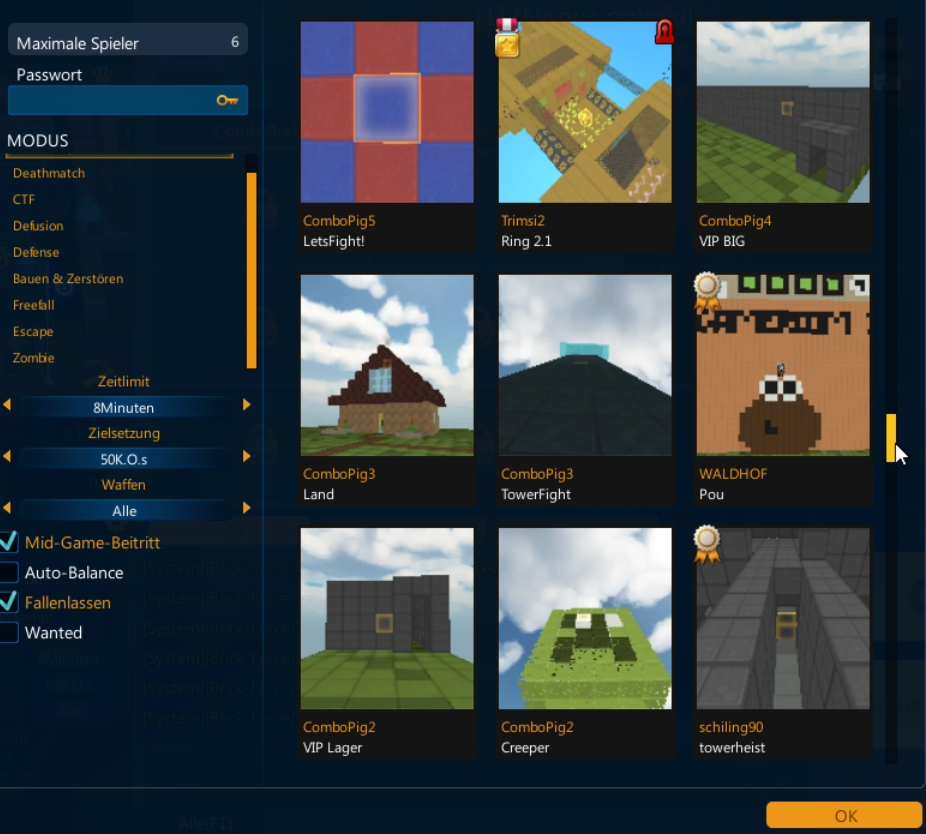 Maximale Spieler 6
Passwort
MODUS
Deathmatch
CTF
Defusion
Defense
Bauen & Zerstören
Freefall
Escape
Zombie
Zeitlimit
8Minuten
Zielsetzung
50K.O.s
Waffen
Alle
Mid-Game-Beitritt
Auto-Balance
Fallenlassen
Wanted
ComboPig5
LetsFight!
Trimsi2
Ring 2.1
ComboPig4
VIP BIG
ComboPig3
Land
ComboPig3
TowerFight
WALDHOF
Pou
ComboPig2
VIP Lager
ComboPig2
Creeper
schiling90
towerheist
Alle(F1)
OK